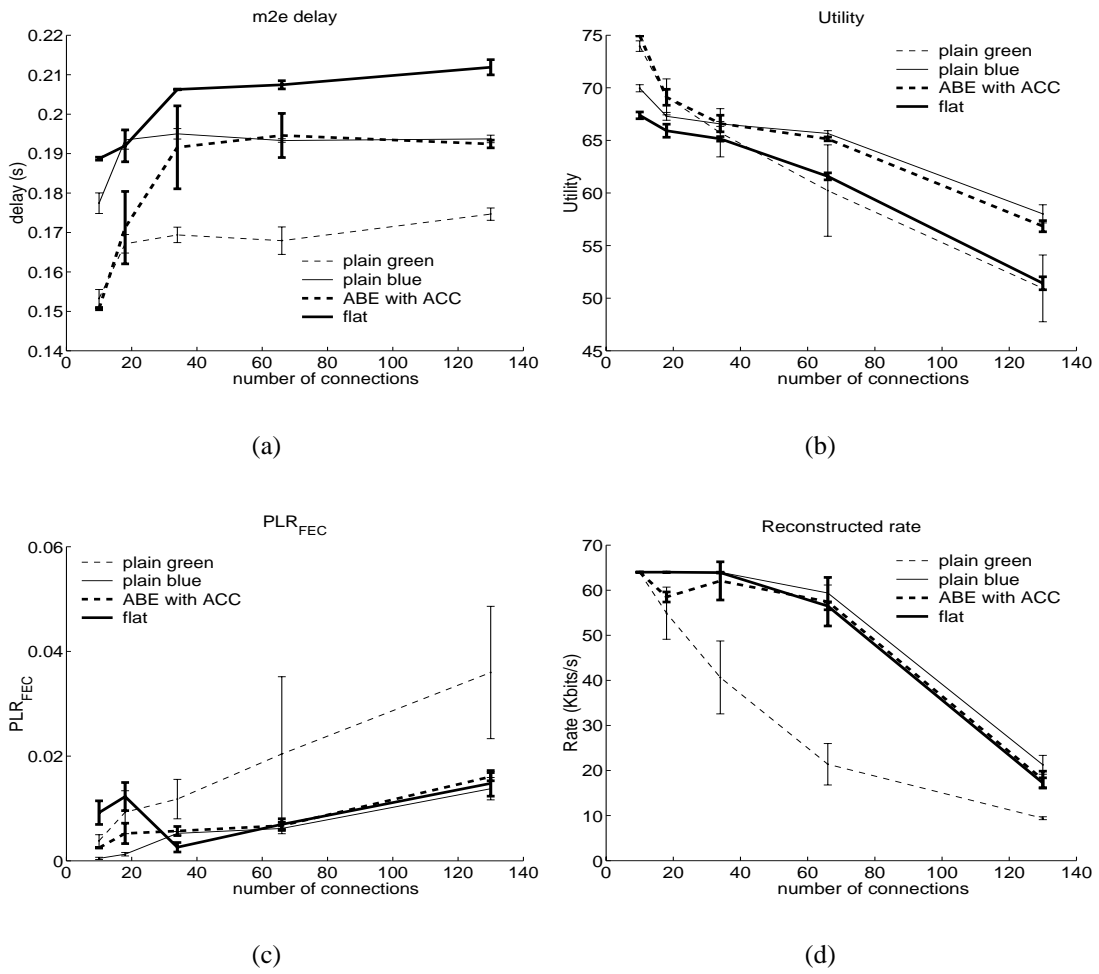 m2e delay
0.22
0.21
0.2
0.19
0.18
0.17
0.16
0.15
0.14
delay (s)
plain green
plain blue
ABE with ACC
flat
0 20 40 60 80 100 120 140
number of connections
(a)
Utility
75
70
65
60
55
50
45
Utility
plain green
plain blue
ABE with ACC
flat
0 20 40 60 80 100 120 140
number of connections
(b)
PLR_FEC
0.06
0.04
0.02
0
PLR_FEC
plain green
plain blue
ABE with ACC
flat
0 20 40 60 80 100 120 140
number of connections
(c)
Reconstructed rate
70
60
50
40
30
20
10
0
Rate (Kbits/s)
plain green
plain blue
ABE with ACC
flat
0 20 40 60 80 100 120 140
number of connections
(d)